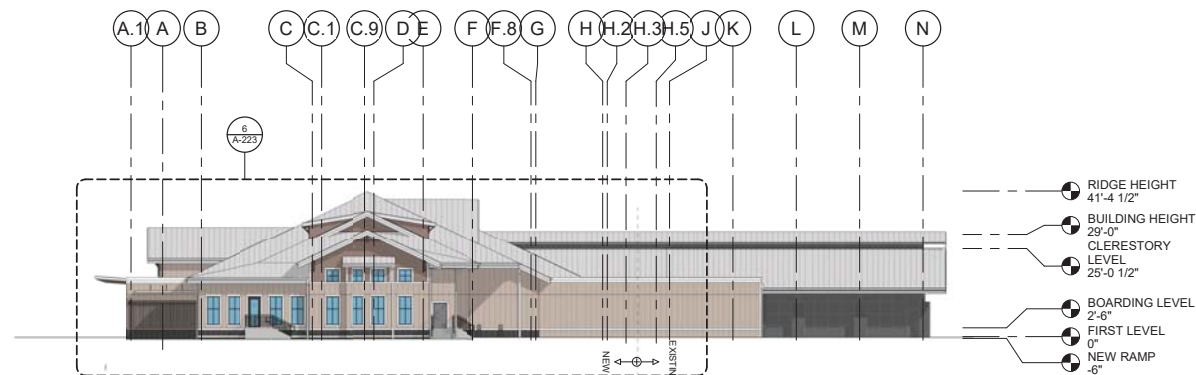 A.1 A B C C.1 C.9 D E F F.8 G H H.2 H.3 H.5 J K L M N
6
A-223
RIDGE HEIGHT
41'-4 1/2"
BUILDING HEIGHT
29'-0"
CLERESTORY
LEVEL
25'-0 1/2"
BOARDING LEVEL
2'-6"
FIRST LEVEL
0"
NEW RAMP
-6"
NEW
EXISTIN